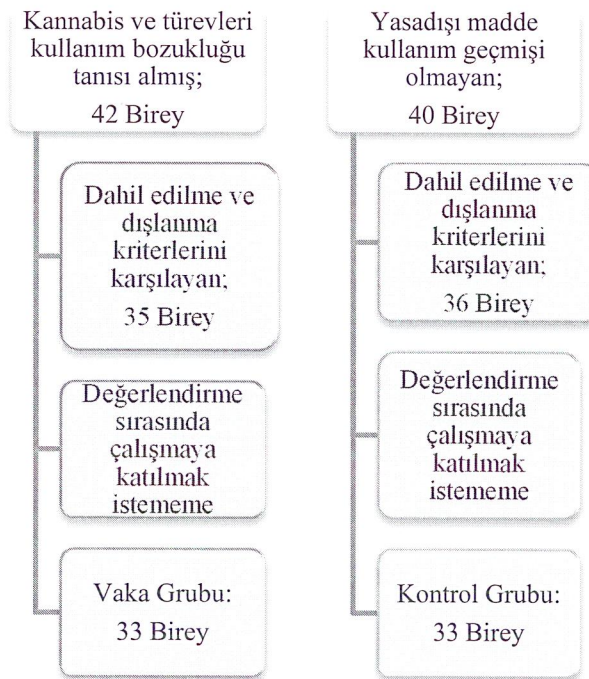 Kannabis ve türevleri
kullanım bozukluğu
tanısı almış;
42 Birey
Dahil edilme ve
dışlanma
kriterlerini
karşılayan;
35 Birey
Değerlendirme
sırasında
çalışmaya
katılmak
istememe
Vaka Grubu:
33 Birey
Yasadışı madde
kullanım geçmişi
olmayan;
40 Birey
Dahil edilme ve
dışlanma
kriterlerini
karşılayan;
36 Birey
Değerlendirme
sırasında
çalışmaya
katılmak
istememe
Kontrol Grubu:
33 Birey